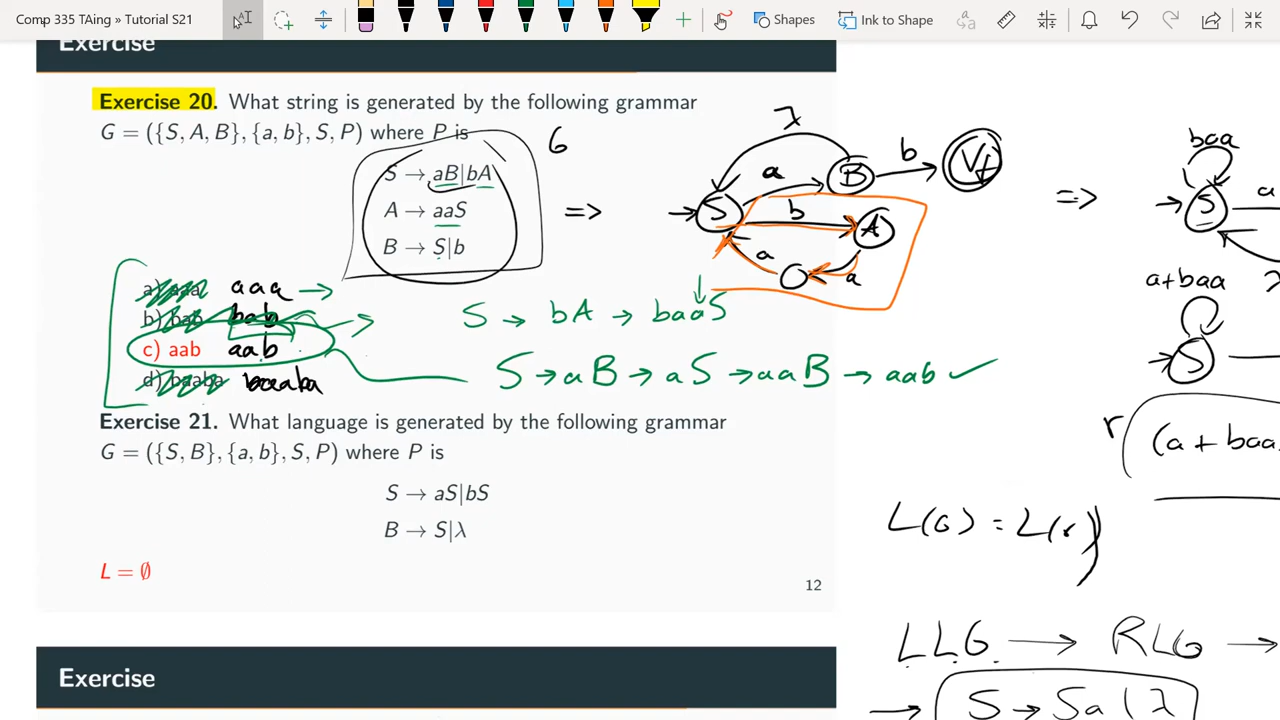 Comp 335 TAing » Tutorial S21
Shapes
Ink to Shape
Exercise
Exercise 20. What string is generated by the following grammar
G = ({S, A, B}, {a, b}, S, P) where P is
S → aB|bA
A → aaS
B → S|b
G
=>
λ
a
B
b
Vf
S
b
A
a
a
=>
baa
S
a
a+baa
S
r
(a + baa
aaa →
bab →
c) aab aab
baaba
S → bA → baaS
S → aB → aS → aaB → aab ✓
Exercise 21. What language is generated by the following grammar
G = ({S, B}, {a, b}, S, P) where P is
S → aS|bS
B → S|λ
L = ∅
12
L(G) = L(r)
LLG → RLG →
→ S → Sa | λ
Exercise